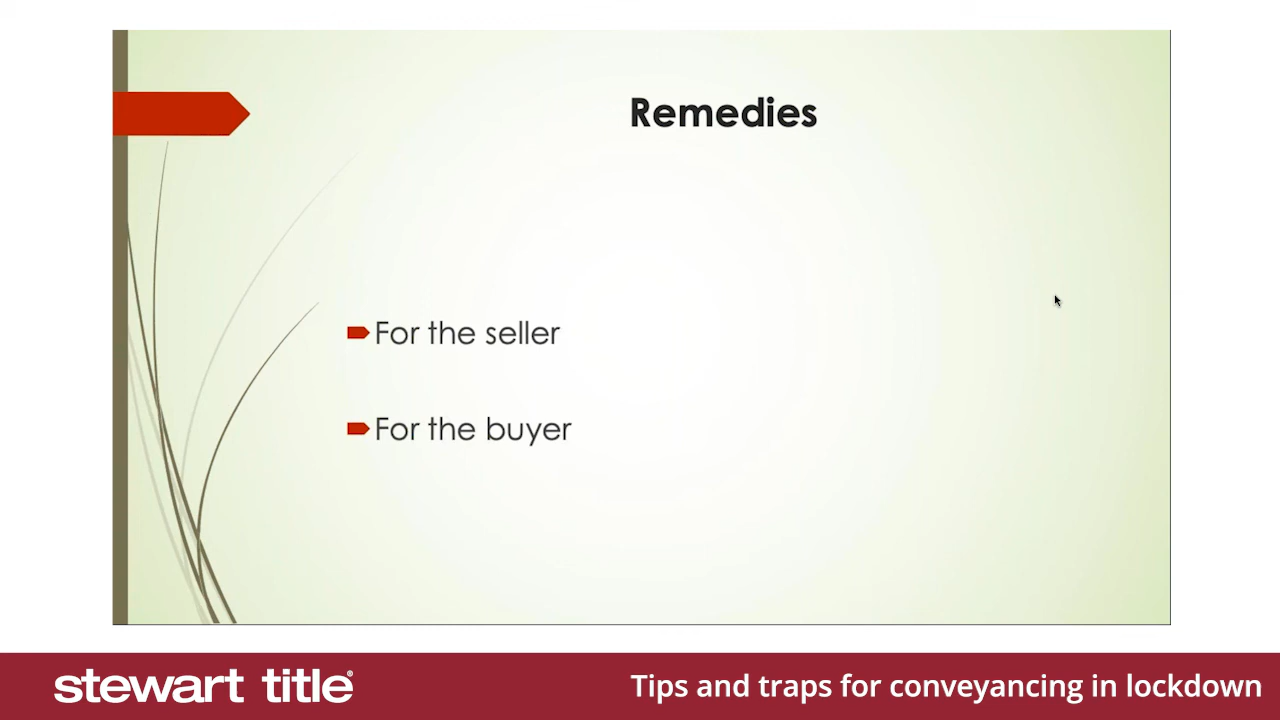 Remedies
For the seller
For the buyer
stewart title®
Tips and traps for conveyancing in lockdown